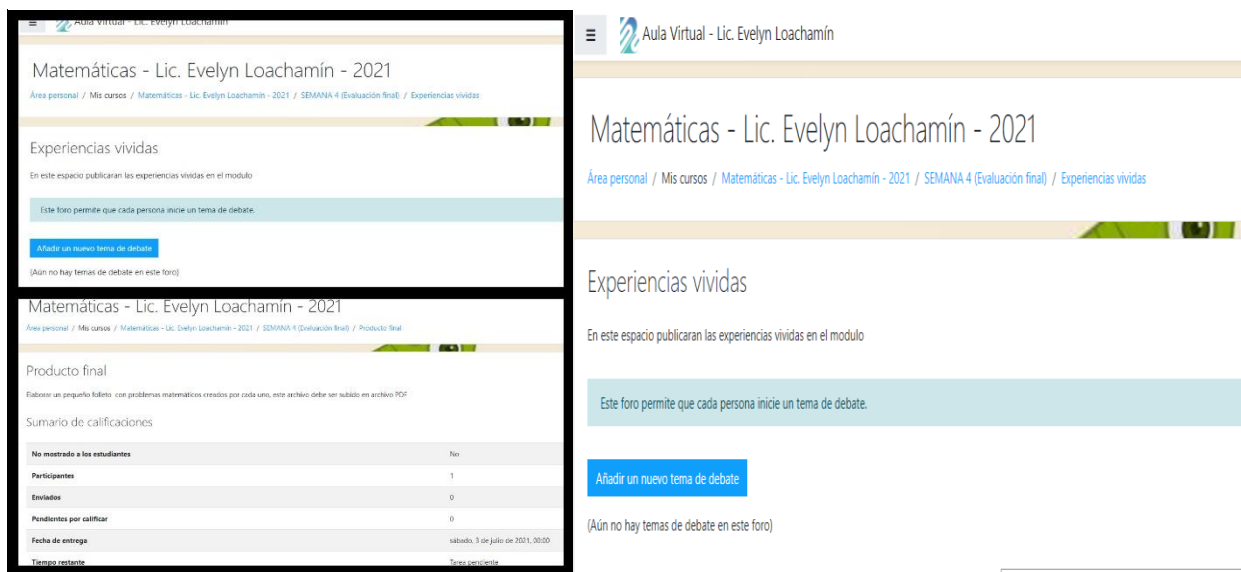 Aula Virtual - Lic. Evelyn Loachamín
Matemáticas - Lic. Evelyn Loachamín - 2021
Área personal / Mis cursos / Matemáticas - Lic. Evelyn Loachamín - 2021 / SEMANA 4 (Evaluación final) / Experiencias vividas
Experiencias vividas
En este espacio publicaran las experiencias vividas en el modulo
Este foro permite que cada persona inicie un tema de debate.
Añadir un nuevo tema de debate
(Aún no hay temas de debate en este foro)
Matemáticas - Lic. Evelyn Loachamín - 2021
Área personal / Mis cursos / Matemáticas - Lic. Evelyn Loachamín - 2021 / SEMANA 4 (Evaluación final) / Producto final
Producto final
Elaborar un pequeño folleto con problemas matemáticos creados por cada uno, este archivo debe ser subido en archivo PDF
Sumario de calificaciones
No mostrado a los estudiantes No
Participantes 1
Enviados 0
Pendientes por calificar 0
Fecha de entrega sábado, 3 de julio de 2021, 00:00
Tiempo restante Tarea pendiente
Aula Virtual - Lic. Evelyn Loachamín
Matemáticas - Lic. Evelyn Loachamín - 2021
Área personal / Mis cursos / Matemáticas - Lic. Evelyn Loachamín - 2021 / SEMANA 4 (Evaluación final) / Experiencias vividas
Experiencias vividas
En este espacio publicaran las experiencias vividas en el modulo
Este foro permite que cada persona inicie un tema de debate.
Añadir un nuevo tema de debate
(Aún no hay temas de debate en este foro)